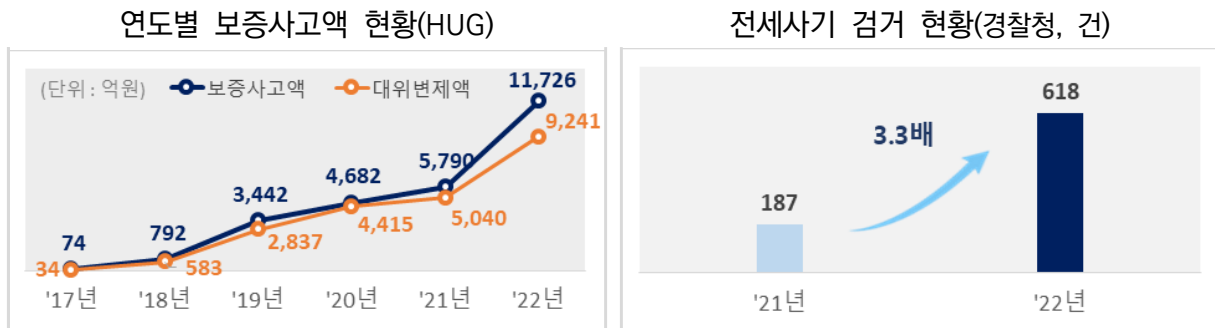 연도별 보증사고액 현황(HUG)
(단위 : 억원) 보증사고액 대위변제액
11,726
9,241
5,790
4,682
3,442
5,040
4,415
2,837
792
74
583
34
'17년 '18년 '19년 '20년 '21년 '22년
전세사기 검거 현황(경찰청, 건)
618
3.3배
187
'21년 '22년